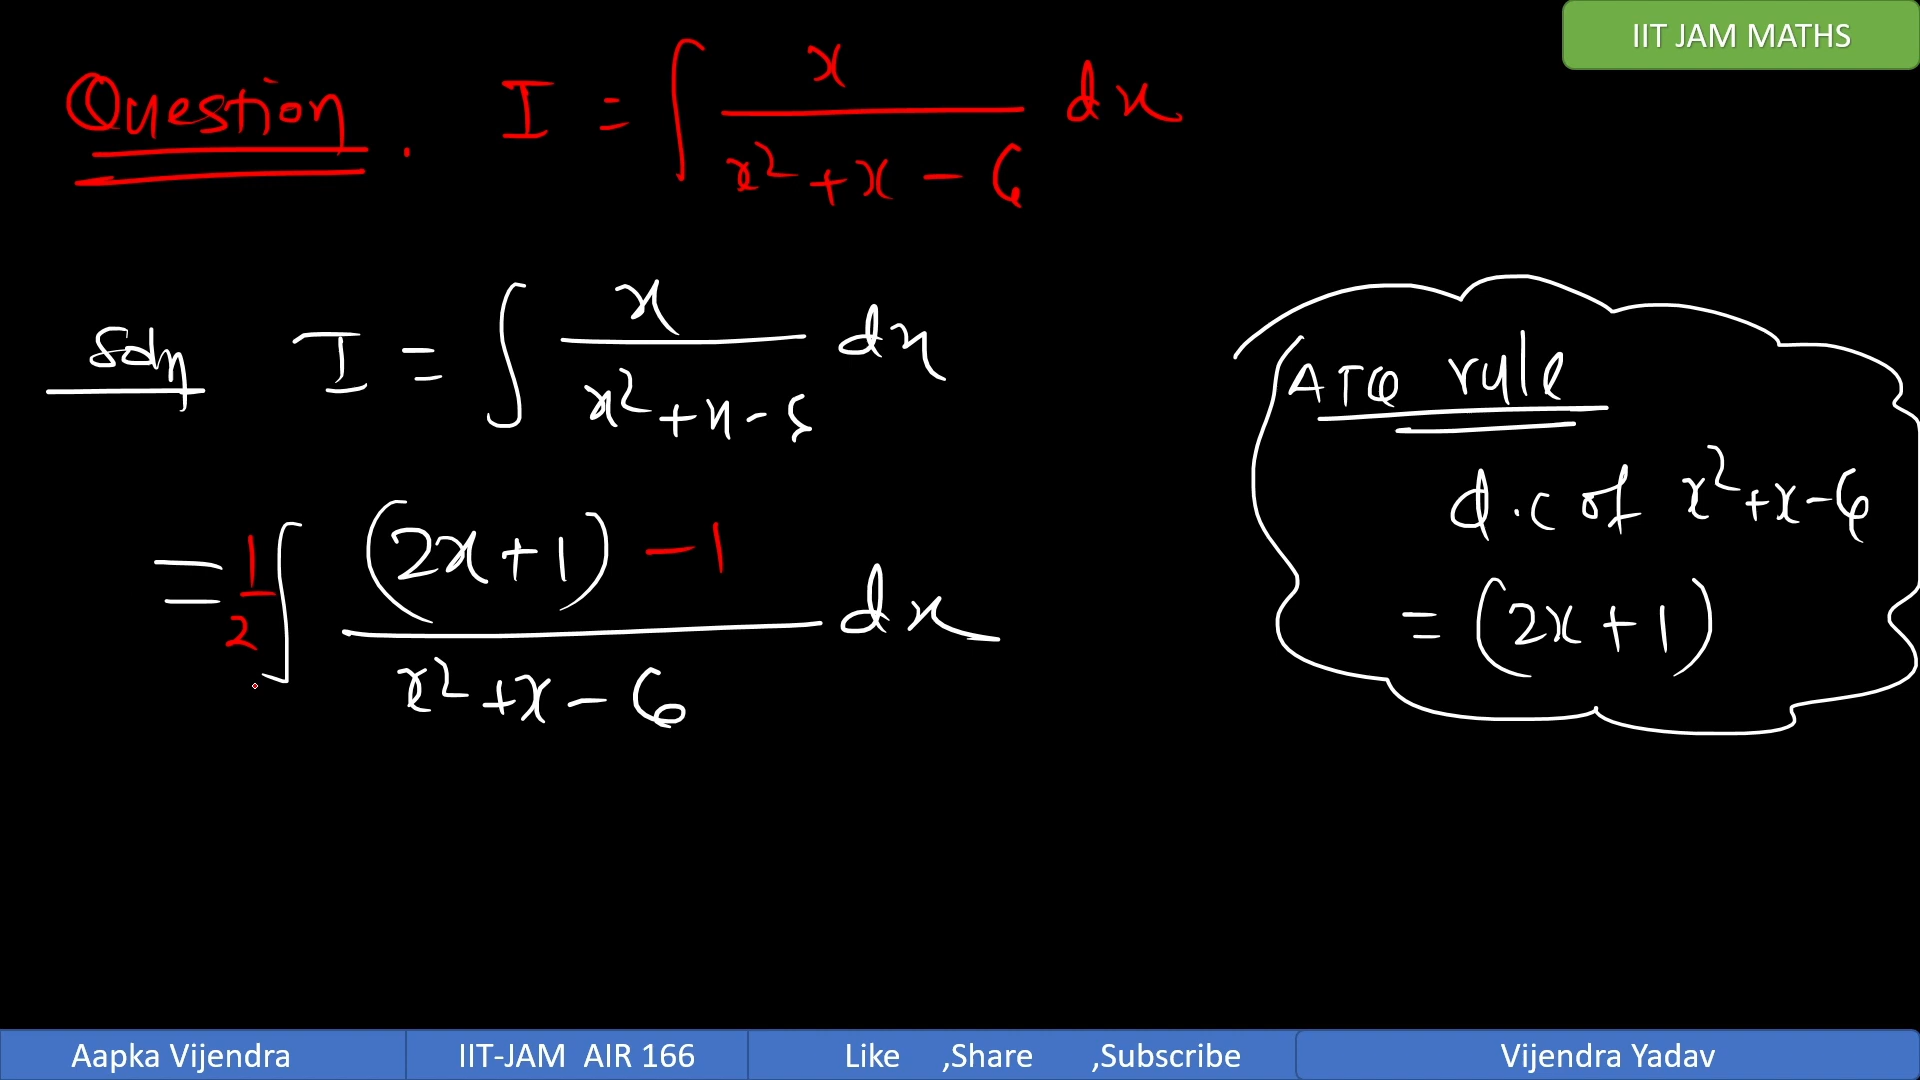 IIT JAM MATHS
Question. I = ∫ x / (x² + x - 6) dx
Soln I = ∫ x / (x² + x - 6) dx
= 1/2 ∫ ((2x + 1) - 1) / (x² + x - 6) dx
ATQ rule
d.c of x² + x - 6
= (2x + 1)
Aapka Vijendra
IIT-JAM AIR 166
Like ,Share ,Subscribe
Vijendra Yadav